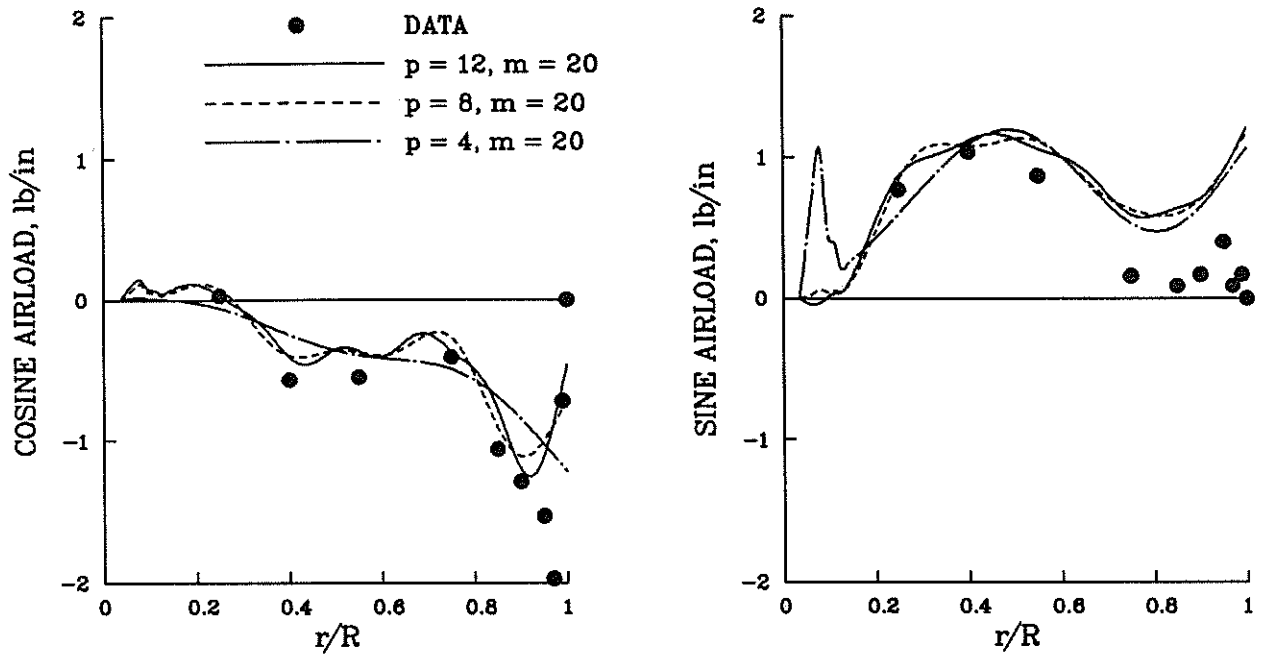 DATA
p = 12, m = 20
p = 8, m = 20
p = 4, m = 20
COSINE AIRLOAD, lb/in
2
1
0
-1
-2
0
0.2
0.4
0.6
0.8
1
r/R
SINE AIRLOAD, lb/in
2
1
0
-1
-2
0
0.2
0.4
0.6
0.8
1
r/R